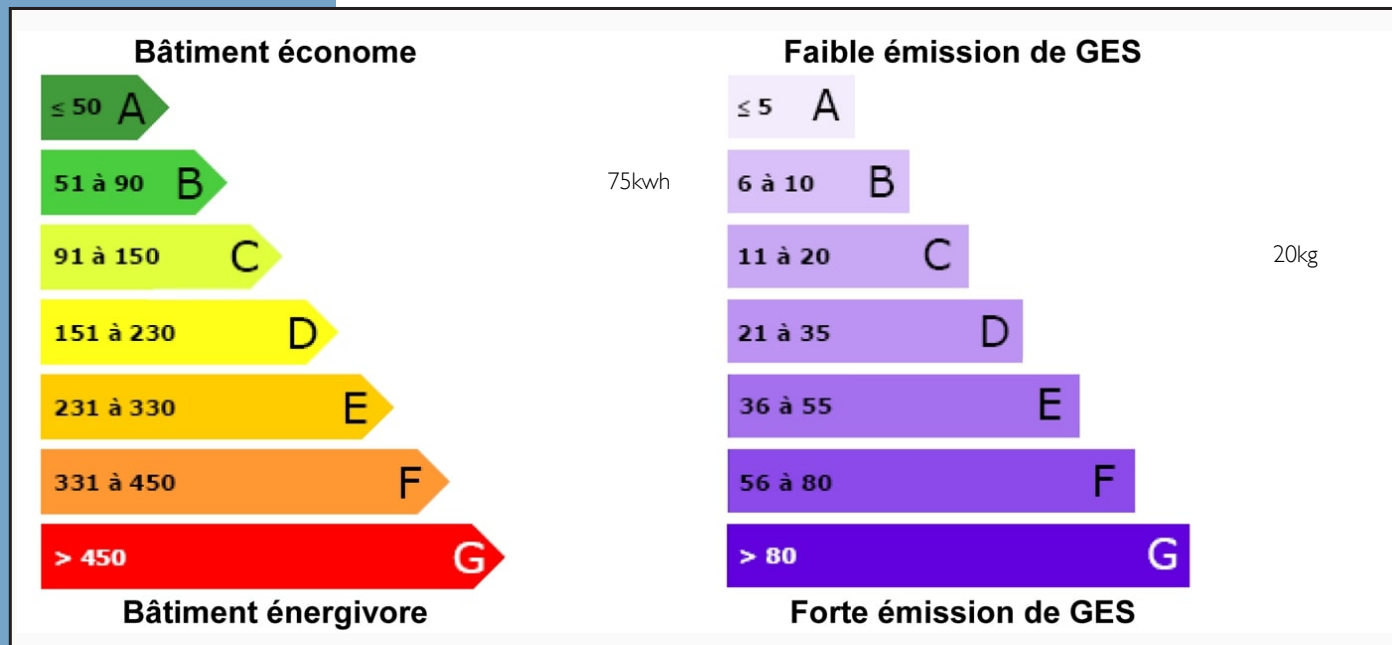 Bâtiment économe
≤ 50 A
51 à 90 B
75kwh
91 à 150 C
151 à 230 D
231 à 330 E
331 à 450 F
> 450 G
Bâtiment énergivore
Faible émission de GES
≤ 5 A
6 à 10 B
11 à 20 C
20kg
21 à 35 D
36 à 55 E
56 à 80 F
> 80 G
Forte émission de GES